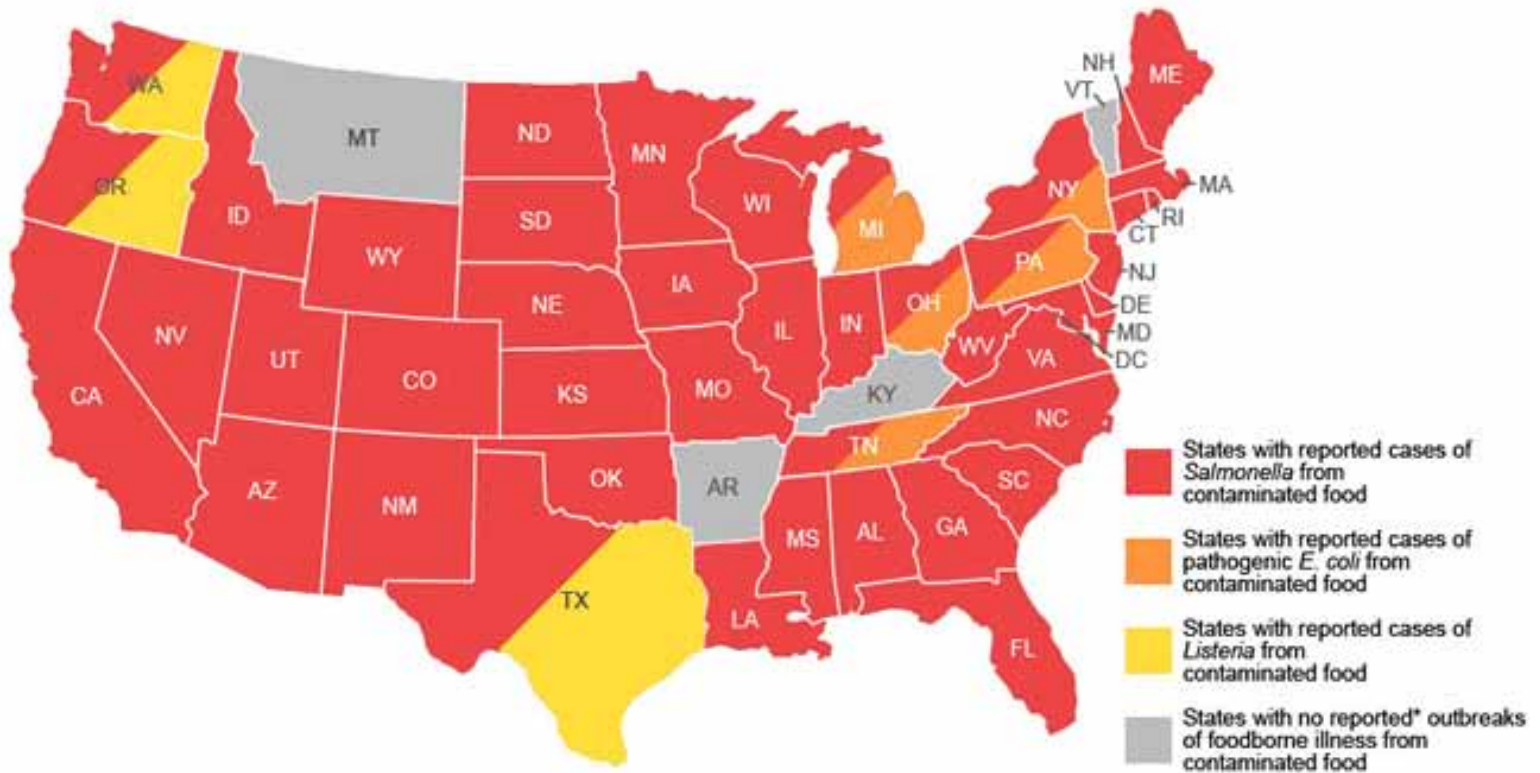 NH
ME
VT
WA
MT
ND
MN
OR
MA
ID
SD
WI
NY
MI
RI
CT
WY
PA
IA
NJ
NE
OH
DE
NV
IL
IN
MD
UT
WV
VA
DC
CO
CA
KS
MO
KY
NC
TN
States with reported cases of
Salmonella from
contaminated food
OK
AZ
SC
AR
NM
MS
AL
GA
States with reported cases of
pathogenic E. coli from
contaminated food
TX
LA
States with reported cases of
Listeria from
contaminated food
FL
States with no reported* outbreaks
of foodborne illness from
contaminated food